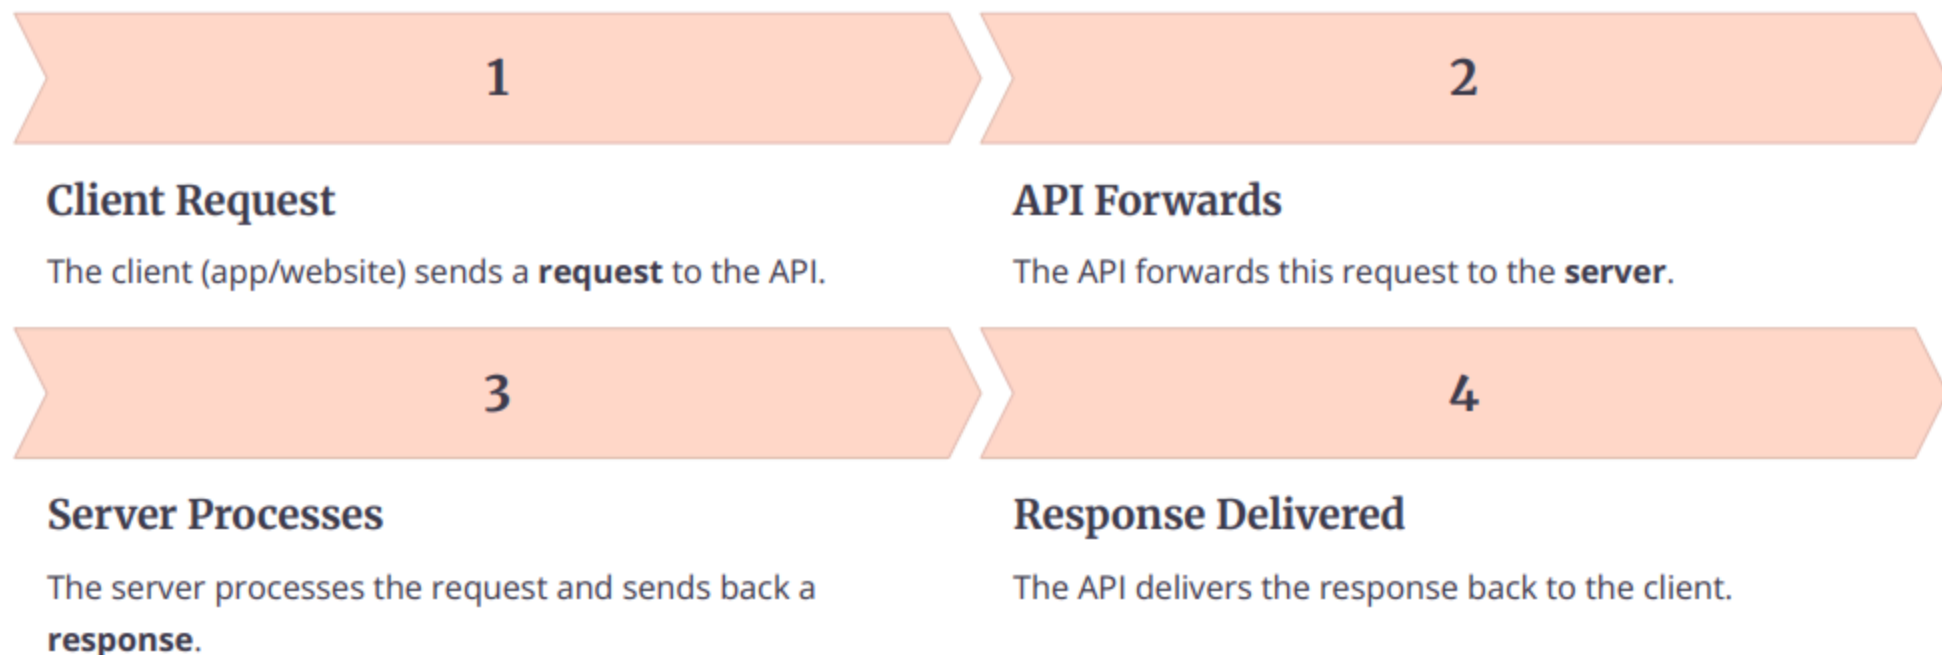 1
2
Client Request
The client (app/website) sends a request to the API.
API Forwards
The API forwards this request to the server.
3
4
Server Processes
The server processes the request and sends back a
response.
Response Delivered
The API delivers the response back to the client.